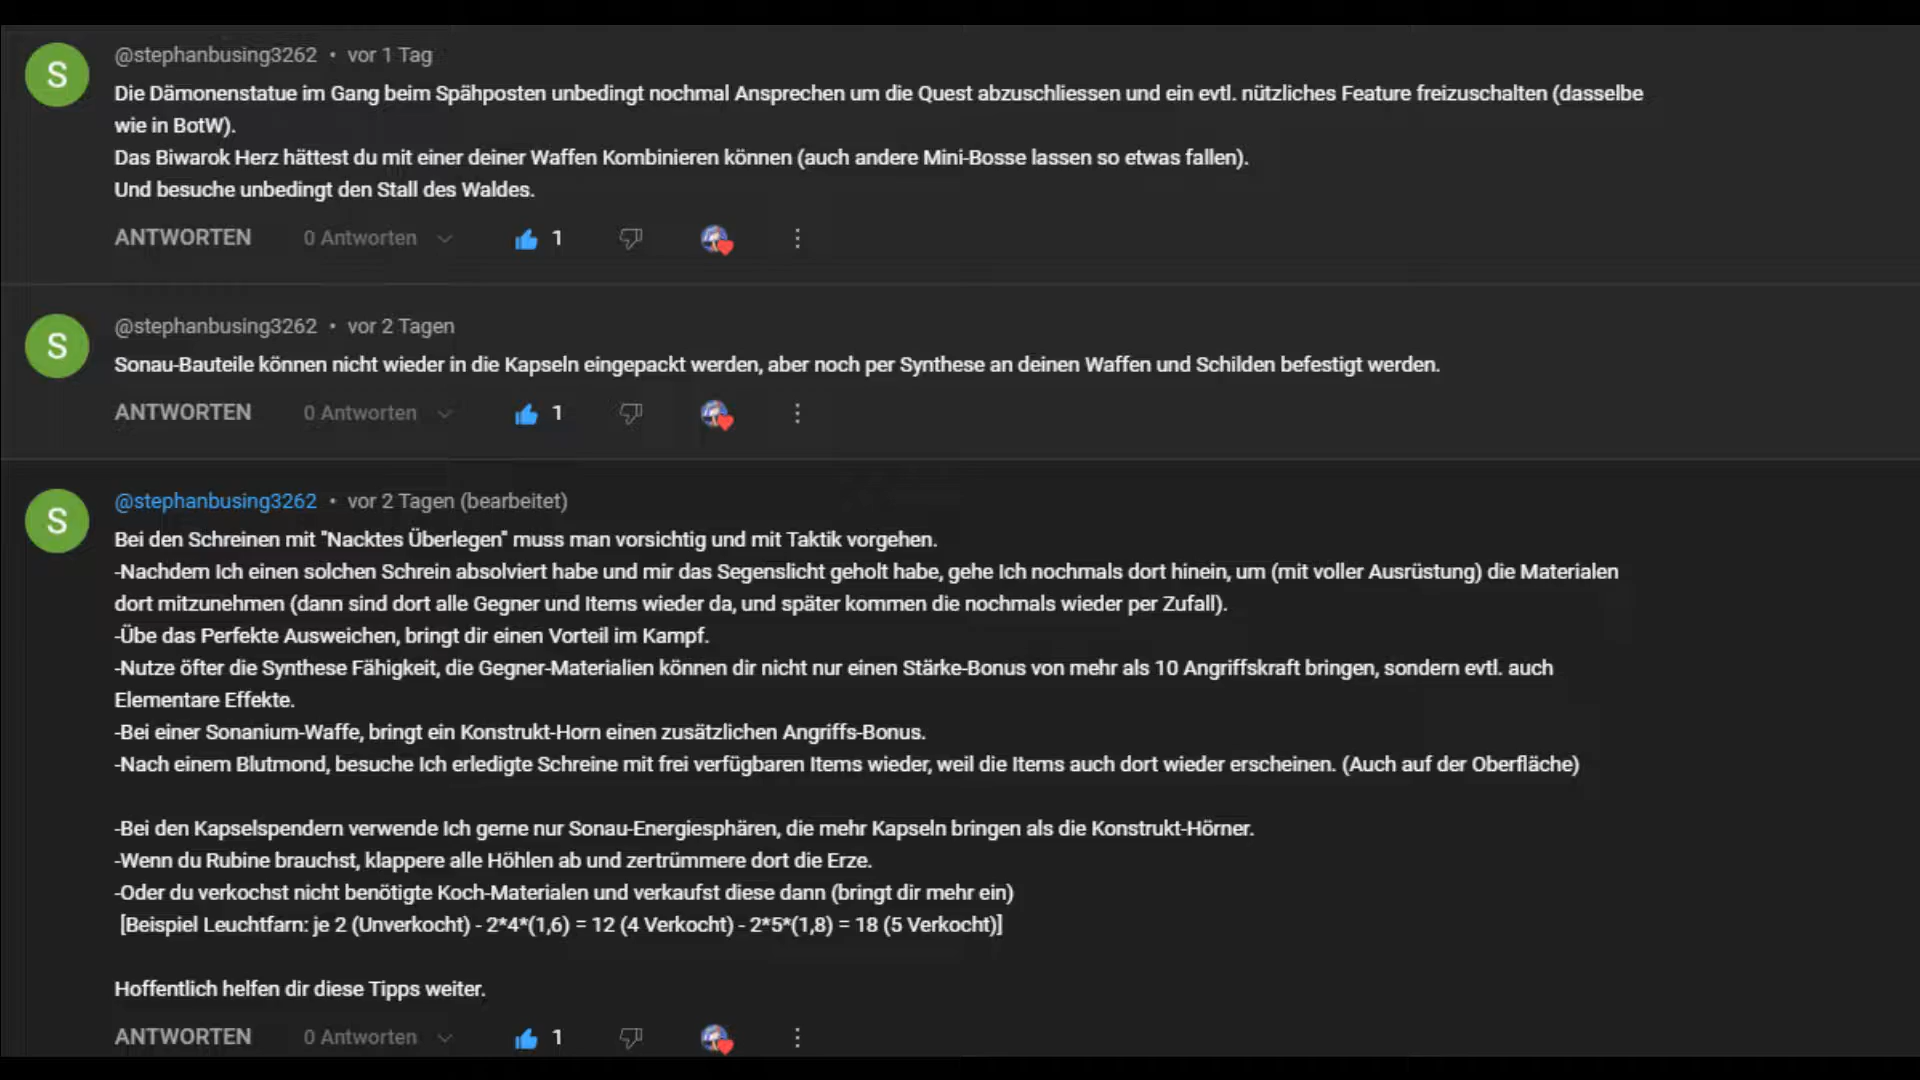 S
@stephanbusing3262 • vor 1 Tag
Die Dämonenstatue im Gang beim Spähposten unbedingt nochmal Ansprechen um die Quest abzuschliessen und ein evtl. nützliches Feature freizuschalten (dasselbe
wie in BotW).
Das Biwarok Herz hättest du mit einer deiner Waffen Kombinieren können (auch andere Mini-Bosse lassen so etwas fallen).
Und besuche unbedingt den Stall des Waldes.
ANTWORTEN 0 Antworten 1
S
@stephanbusing3262 • vor 2 Tagen
Sonau-Bauteile können nicht wieder in die Kapseln eingepackt werden, aber noch per Synthese an deinen Waffen und Schilden befestigt werden.
ANTWORTEN 0 Antworten 1
S
@stephanbusing3262 • vor 2 Tagen (bearbeitet)
Bei den Schreinen mit "Nacktes Überlegen" muss man vorsichtig und mit Taktik vorgehen.
-Nachdem Ich einen solchen Schrein absolviert habe und mir das Segenslicht geholt habe, gehe Ich nochmals dort hinein, um (mit voller Ausrüstung) die Materialen
dort mitzunehmen (dann sind dort alle Gegner und Items wieder da, und später kommen die nochmals wieder per Zufall).
-Übe das Perfekte Ausweichen, bringt dir einen Vorteil im Kampf.
-Nutze öfter die Synthese Fähigkeit, die Gegner-Materialien können dir nicht nur einen Stärke-Bonus von mehr als 10 Angriffskraft bringen, sondern evtl. auch
Elementare Effekte.
-Bei einer Sonanium-Waffe, bringt ein Konstrukt-Horn einen zusätzlichen Angriffs-Bonus.
-Nach einem Blutmond, besuche Ich erledigte Schreine mit frei verfügbaren Items wieder, weil die Items auch dort wieder erscheinen. (Auch auf der Oberfläche)
-Bei den Kapselspendern verwende Ich gerne nur Sonau-Energiesphären, die mehr Kapseln bringen als die Konstrukt-Hörner.
-Wenn du Rubine brauchst, klappere alle Höhlen ab und zertrümmere dort die Erze.
-Oder du verkochst nicht benötigte Koch-Materialen und verkaufst diese dann (bringt dir mehr ein)
[Beispiel Leuchtfarn: je 2 (Unverkocht) - 2*4*(1,6) = 12 (4 Verkocht) - 2*5*(1,8) = 18 (5 Verkocht)]
Hoffentlich helfen dir diese Tipps weiter.
ANTWORTEN 0 Antworten 1